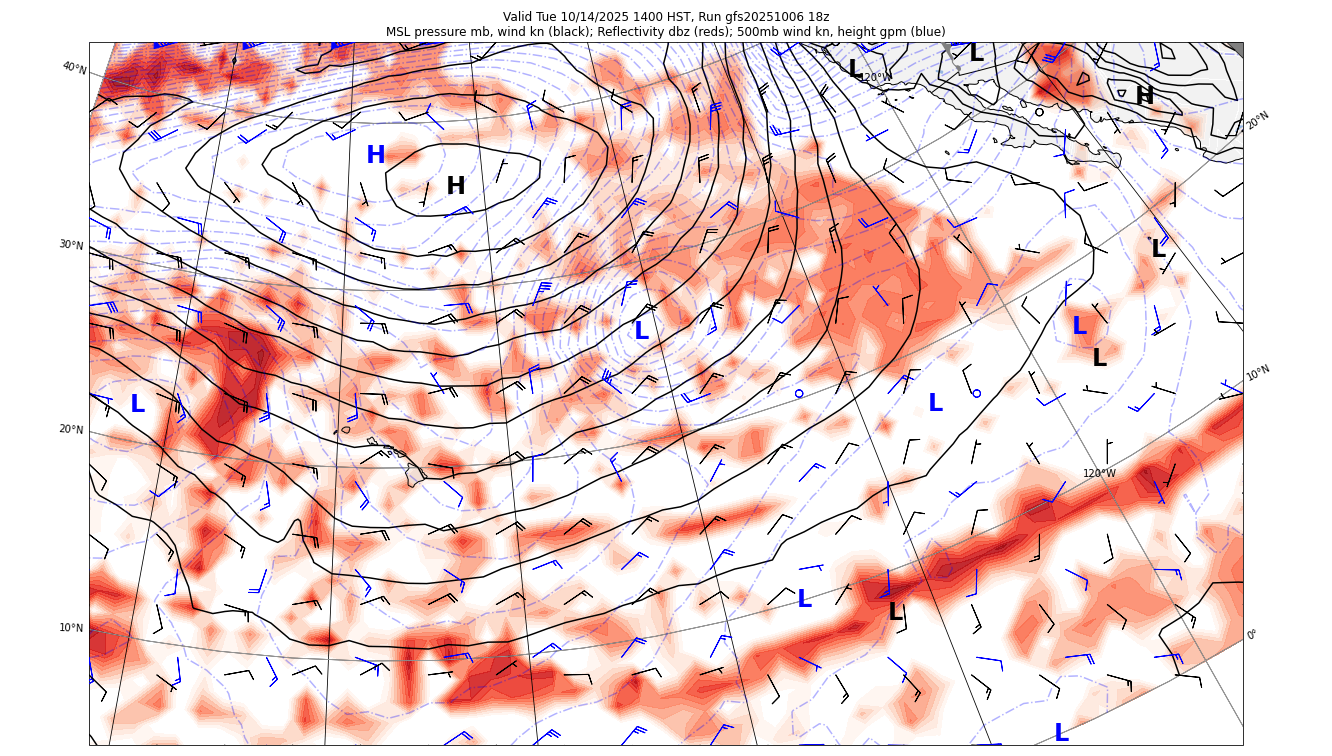 Valid Tue 10/14/2025 1400 HST, Run gfs20251006 18z
MSL pressure mb, wind kn (black); Reflectivity dbz (reds); 500mb wind kn, height gpm (blue)
L
L
120°W
40°N
H
20°N
H
H
30°N
L
L
L
L
10°N
L
L
20°N
120°W
L
L
10°N
0°
L